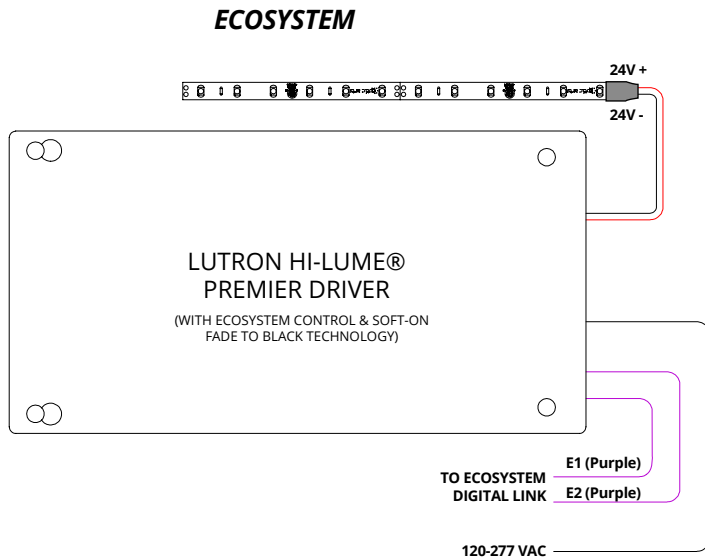 ECOSYSTEM
24V +
24V -
LUTRON HI-LUME®
PREMIER DRIVER
(WITH ECOSYSTEM CONTROL & SOFT-ON
FADE TO BLACK TECHNOLOGY)
E1 (Purple)
TO ECOSYSTEM
DIGITAL LINK
E2 (Purple)
120-277 VAC